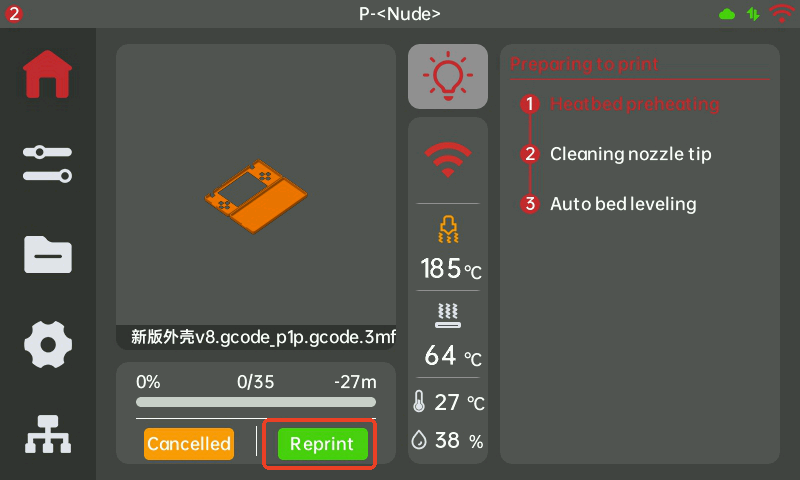 2
P-<Nude>
新版外壳v8.gcode_p1p.gcode.3mf
0% 0/35 -27m
Cancelled Reprint
185℃
64 ℃
27 ℃
38 %
Preparing to print
1 Heatbed preheating
2 Cleaning nozzle tip
3 Auto bed leveling